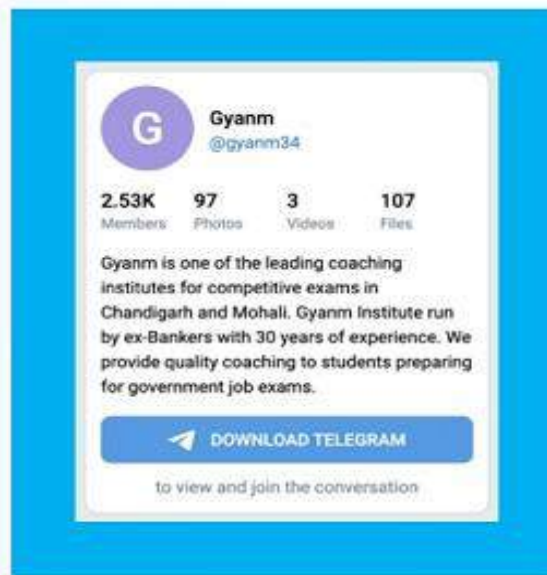 G
Gyanm
@gyanm34
2.53K 97 3 107
Members Photos Videos Files
Gyanm is one of the leading coaching
institutes for competitive exams in
Chandigarh and Mohali. Gyanm Institute run
by ex-Bankers with 30 years of experience. We
provide quality coaching to students preparing
for government job exams.
DOWNLOAD TELEGRAM
to view and join the conversation